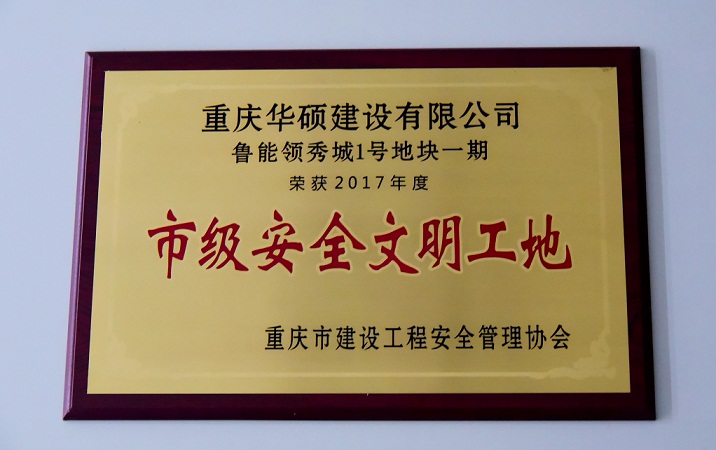 重庆华硕建设有限公司
鲁能领秀城1号地块一期
荣获2017年度
市级安全文明工地
重庆市建设工程安全管理协会